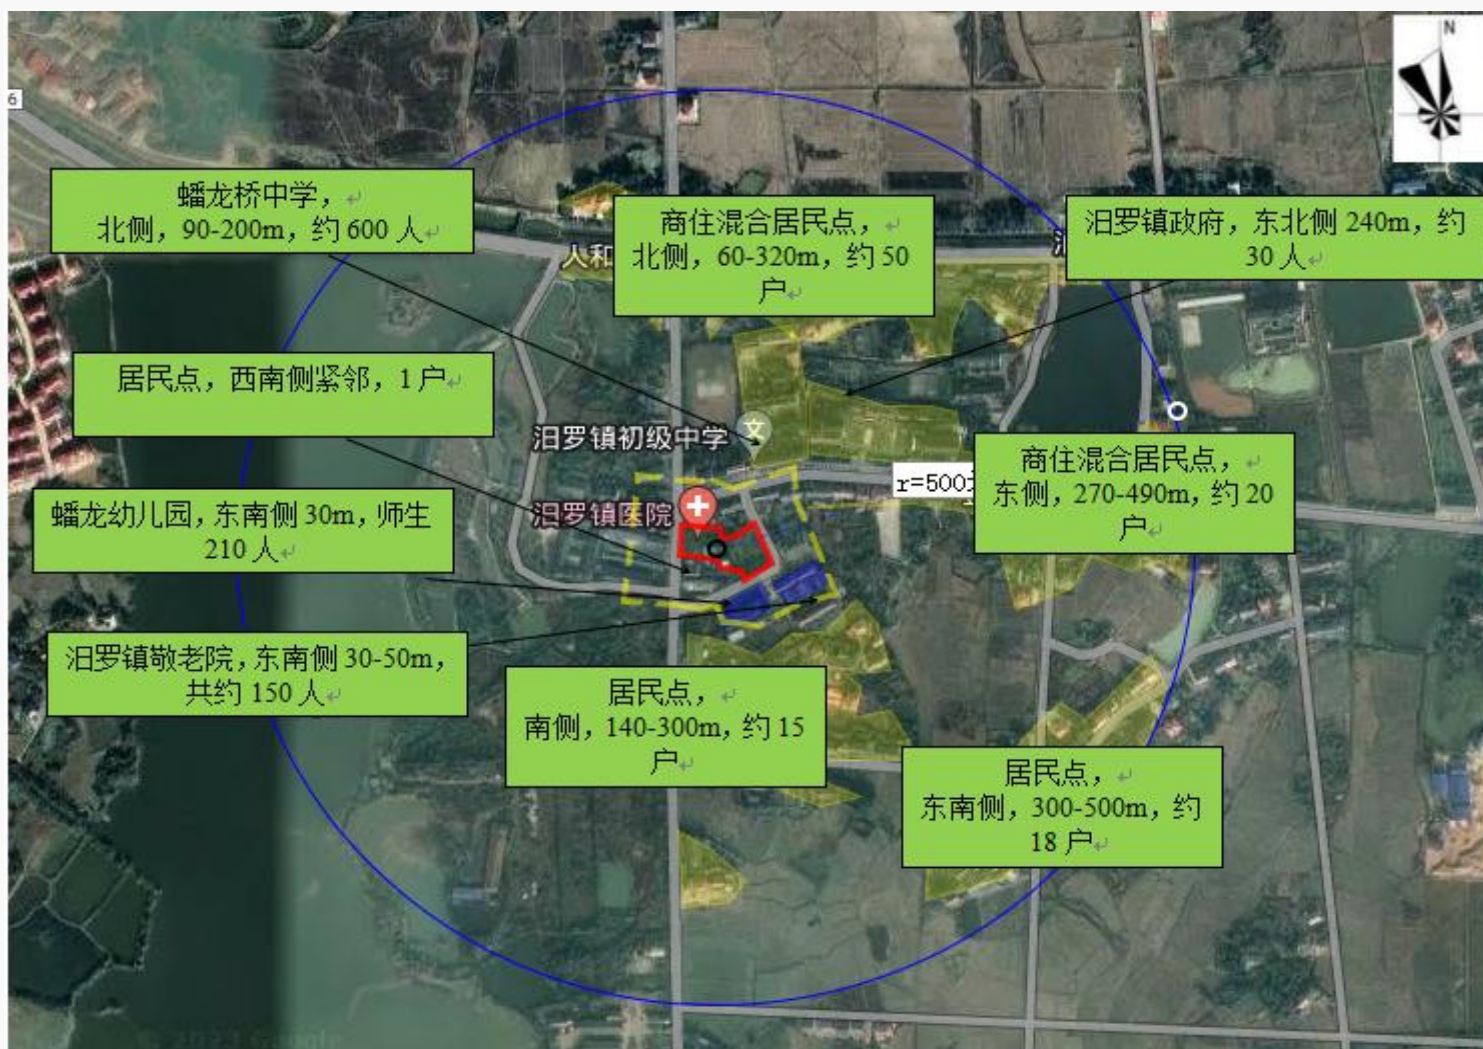 N
6
蟠龙桥中学，
北侧，90-200m，约 600 人
商住混合居民点，
北侧，60-320m，约 50
户
汨罗镇政府，东北侧 240m，约
30 人
人和
居民点，西南侧紧邻，1 户
文
汨罗镇初级中学
r=500
商住混合居民点，
东侧，270-490m，约 20
户
汨罗镇医院
蟠龙幼儿园，东南侧 30m，师生
210 人
汨罗镇敬老院，东南侧 30-50m，
共约 150 人
居民点，
南侧，140-300m，约 15
户
居民点，
东南侧，300-500m，约
18 户